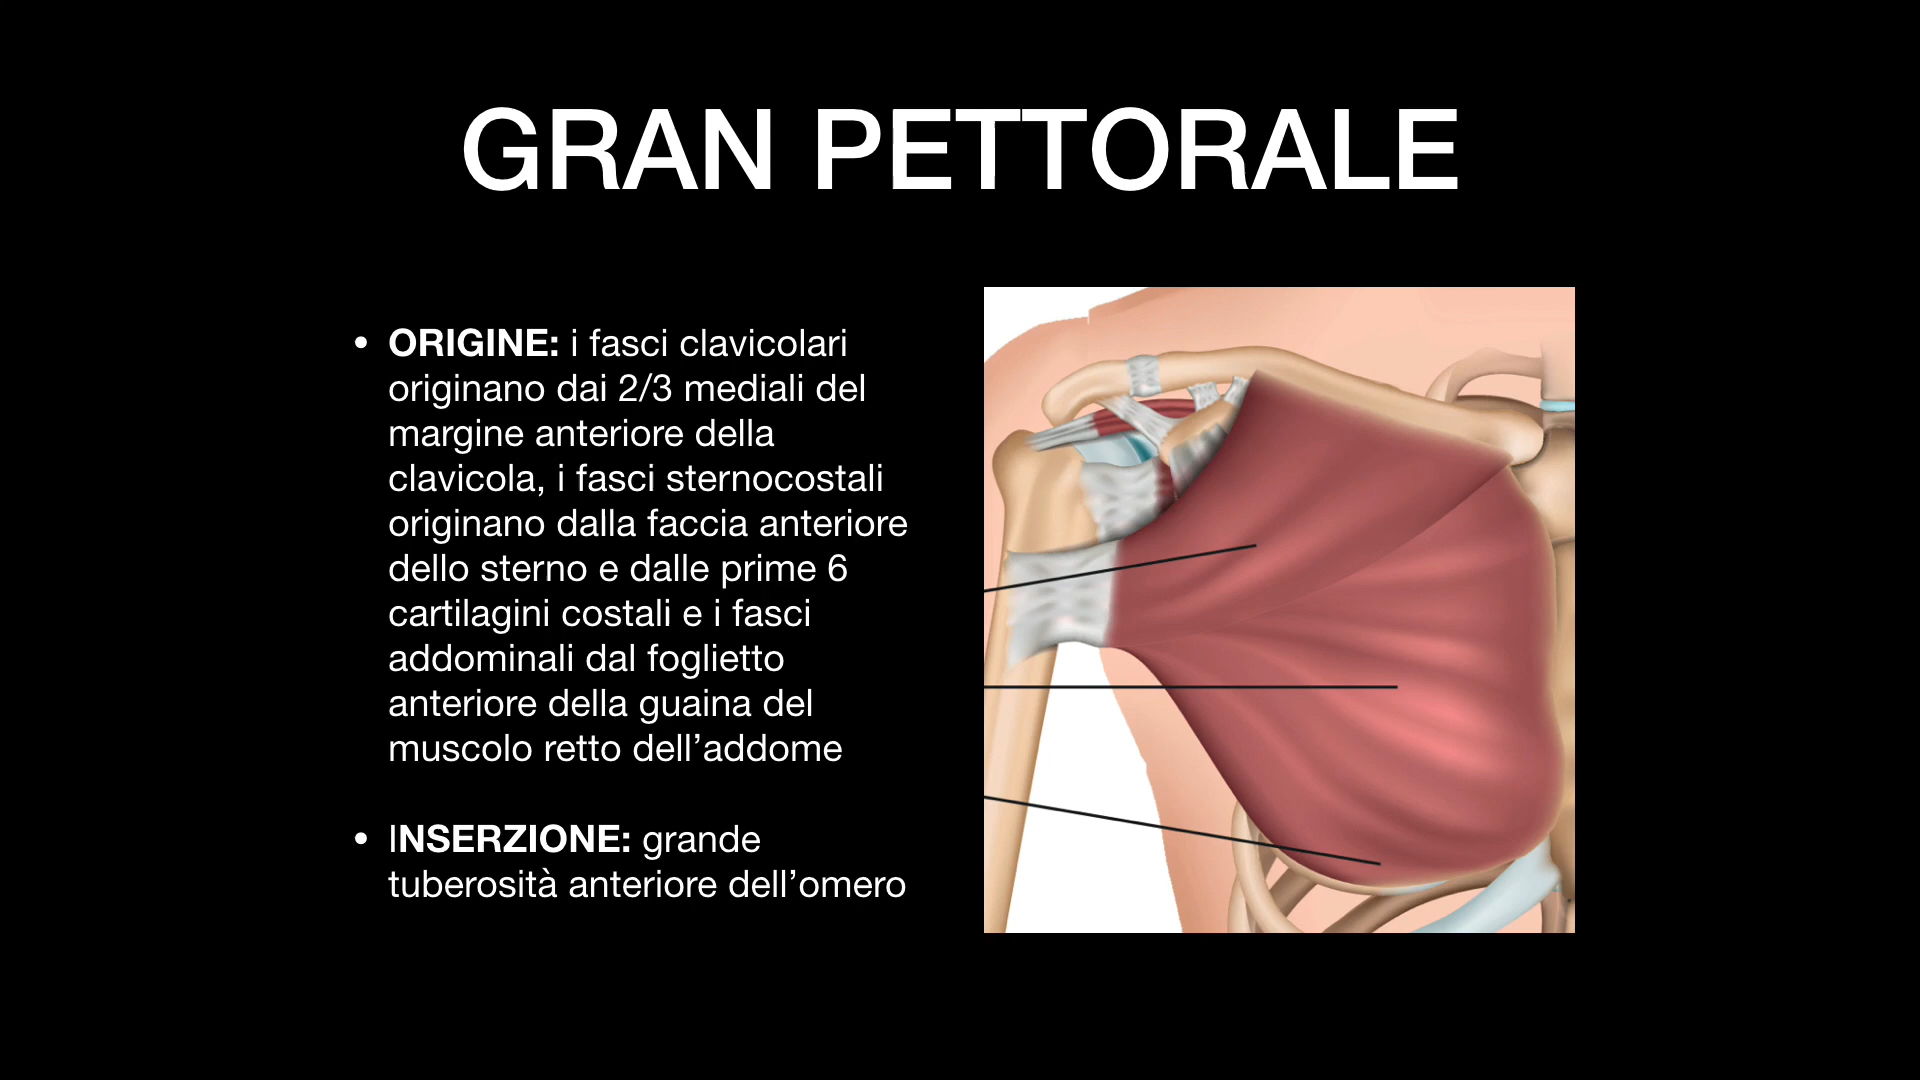 GRAN PETTORALE
• ORIGINE: i fasci clavicolari
originano dai 2/3 mediali del
margine anteriore della
clavicola, i fasci sternocostali
originano dalla faccia anteriore
dello sterno e dalle prime 6
cartilagini costali e i fasci
addominali dal foglietto
anteriore della guaina del
muscolo retto dell’addome
• INSERZIONE: grande
tuberosità anteriore dell’omero